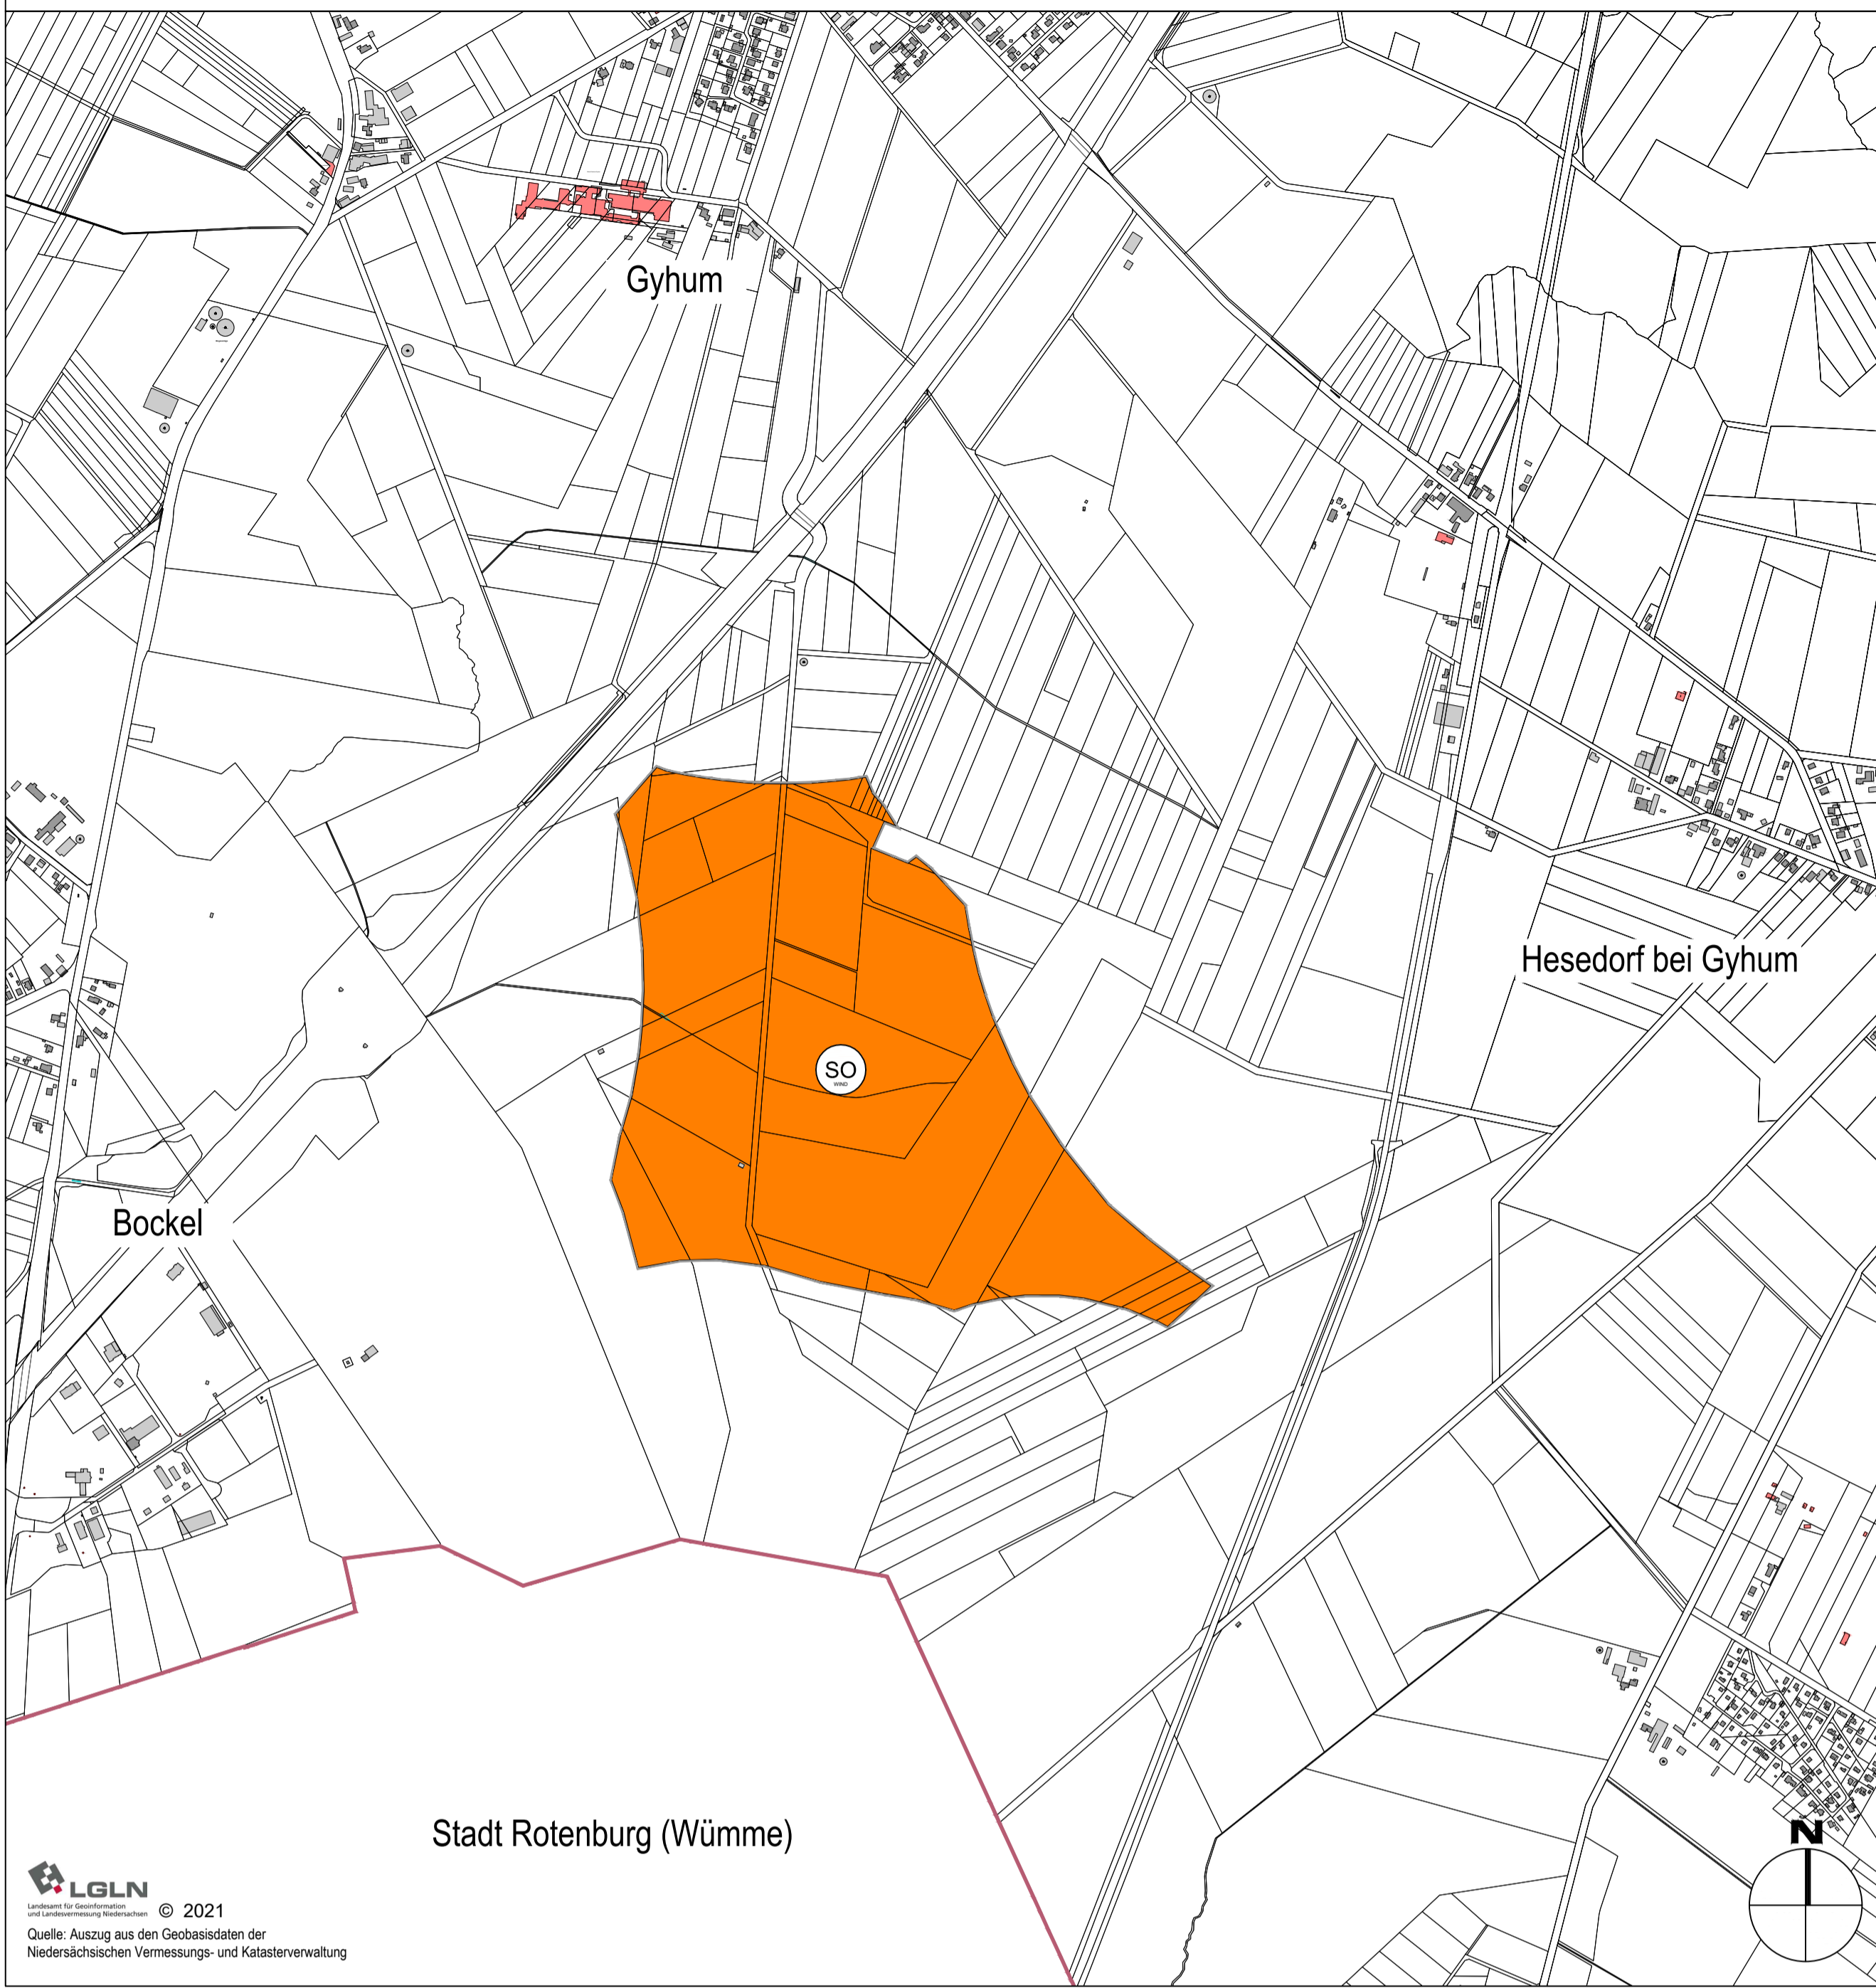 Gyhum
Hesedorf bei Gyhum
SO
WIND
Bockel
Stadt Rotenburg (Wümme)
N
LGLN
Landesamt für Geoinformation
und Landesvermessung Niedersachsen
© 2021
Quelle: Auszug aus den Geobasisdaten der
Niedersächsischen Vermessungs- und Katasterverwaltung